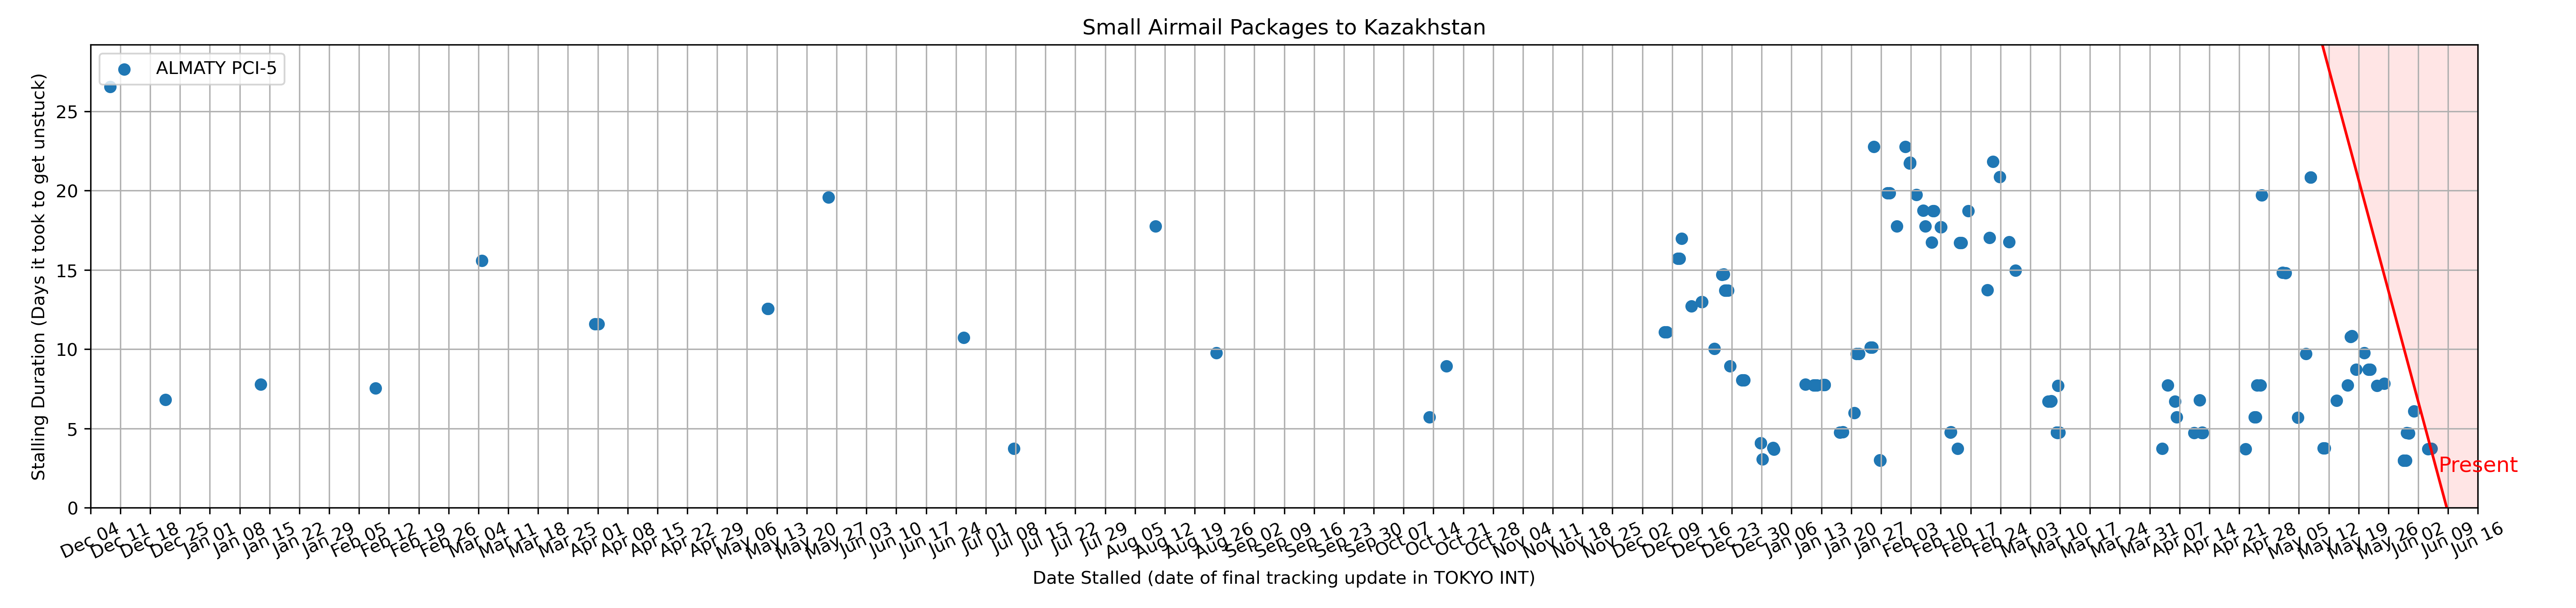 Small Airmail Packages to Kazakhstan
ALMATY PCI-5
Stalling Duration (Days it took to get unstuck)
25
20
15
10
5
0
Present
Dec 04 Dec 11 Dec 18 Dec 25 Jan 01 Jan 08 Jan 15 Jan 22 Jan 29 Feb 05 Feb 12 Feb 19 Feb 26 Mar 04 Mar 11 Mar 18 Mar 25 Apr 01 Apr 08 Apr 15 Apr 22 Apr 29 May 06 May 13 May 20 May 27 Jun 03 Jun 10 Jun 17 Jun 24 Jul 01 Jul 08 Jul 15 Jul 22 Jul 29 Aug 05 Aug 12 Aug 19 Aug 26 Sep 02 Sep 09 Sep 16 Sep 23 Sep 30 Oct 07 Oct 14 Oct 21 Oct 28 Nov 04 Nov 11 Nov 18 Nov 25 Dec 02 Dec 09 Dec 16 Dec 23 Dec 30 Jan 06 Jan 13 Jan 20 Jan 27 Feb 03 Feb 10 Feb 17 Feb 24 Mar 03 Mar 10 Mar 17 Mar 24 Mar 31 Apr 07 Apr 14 Apr 21 Apr 28 May 05 May 12 May 19 May 26 Jun 02 Jun 09 Jun 16
Date Stalled (date of final tracking update in TOKYO INT)